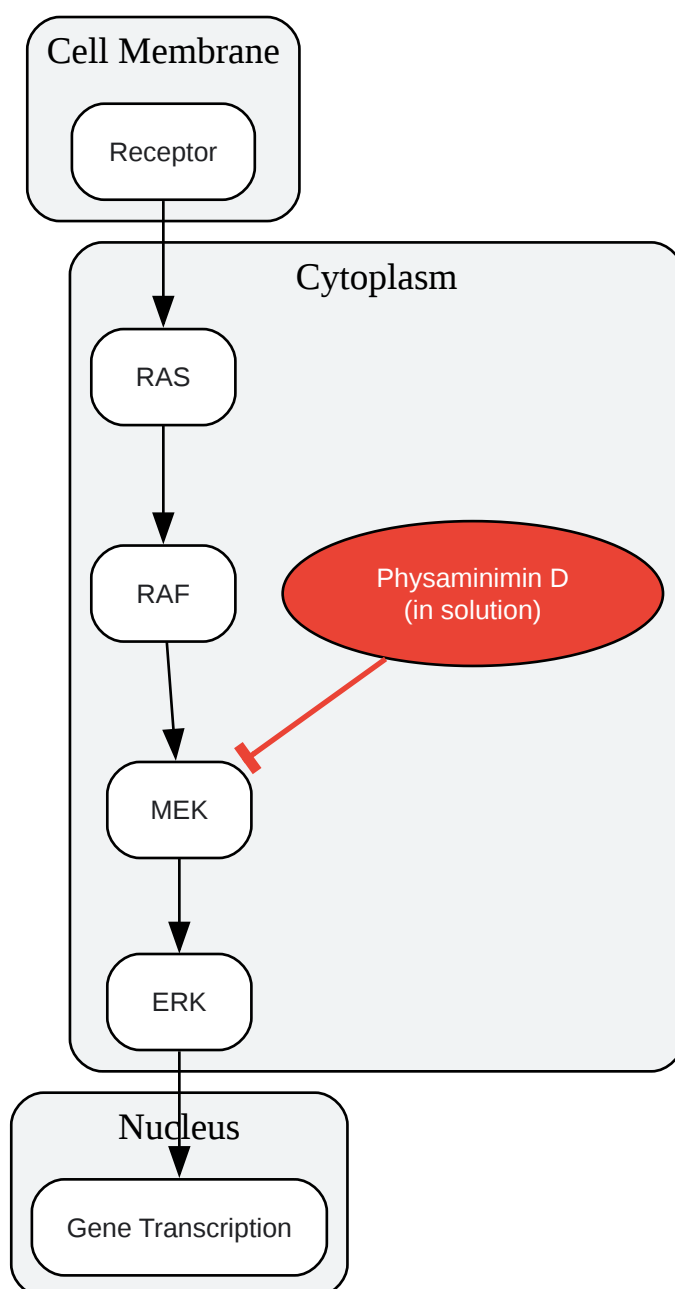 Cell Membrane
Receptor
Cytoplasm
RAS
RAF
Physaminimin D
(in solution)
MEK
ERK
Nucleus
Gene Transcription